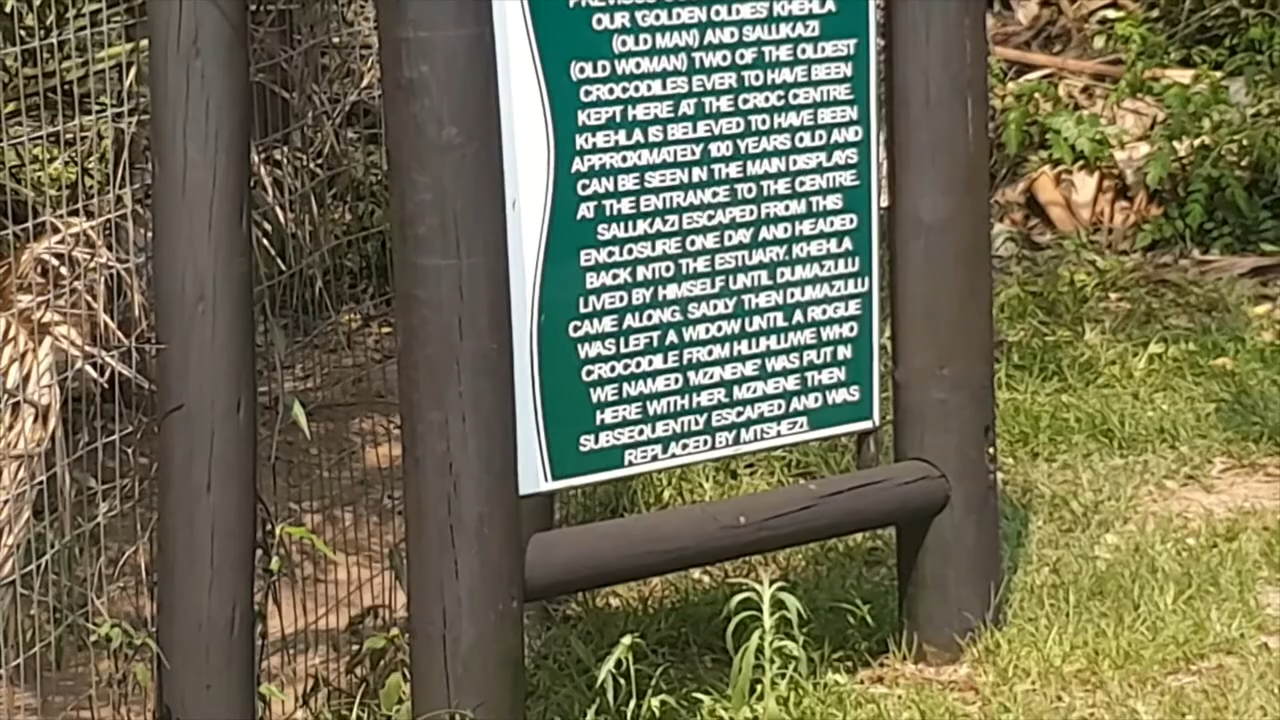 OUR 'GOLDEN OLDIES' KHEHLA
(OLD MAN) AND SALUKAZI
(OLD WOMAN) TWO OF THE OLDEST
CROCODILES EVER TO HAVE BEEN
KEPT HERE AT THE CROC CENTRE.
KHEHLA IS BELIEVED TO HAVE BEEN
APPROXIMATELY 100 YEARS OLD AND
CAN BE SEEN IN THE MAIN DISPLAYS
AT THE ENTRANCE TO THE CENTRE.
SALUKAZI ESCAPED FROM THIS
ENCLOSURE ONE DAY AND HEADED
BACK INTO THE ESTUARY. KHEHLA
LIVED BY HIMSELF UNTIL DUMAZULU
CAME ALONG. SADLY THEN DUMAZULU
WAS LEFT A WIDOW UNTIL A ROGUE
CROCODILE FROM HLUHLUWE WHO
WE NAMED 'MZINENE' WAS PUT IN
HERE WITH HER. MZINENE THEN
SUBSEQUENTLY ESCAPED AND WAS
REPLACED BY MTSHEZI.